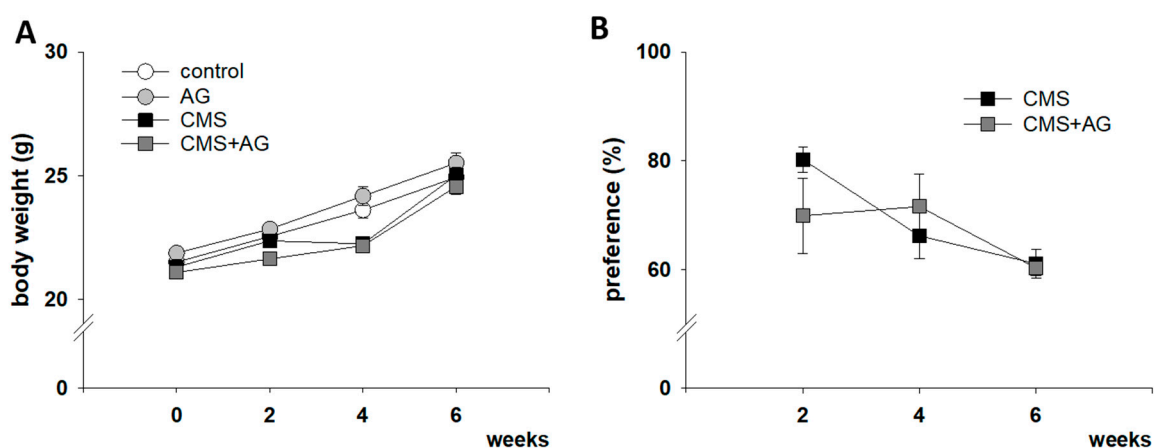 A
30
25
20
0
body weight (g)
control
AG
CMS
CMS+AG
0 2 4 6
weeks
B
100
80
60
0
preference (%)
CMS
CMS+AG
2 4 6
weeks